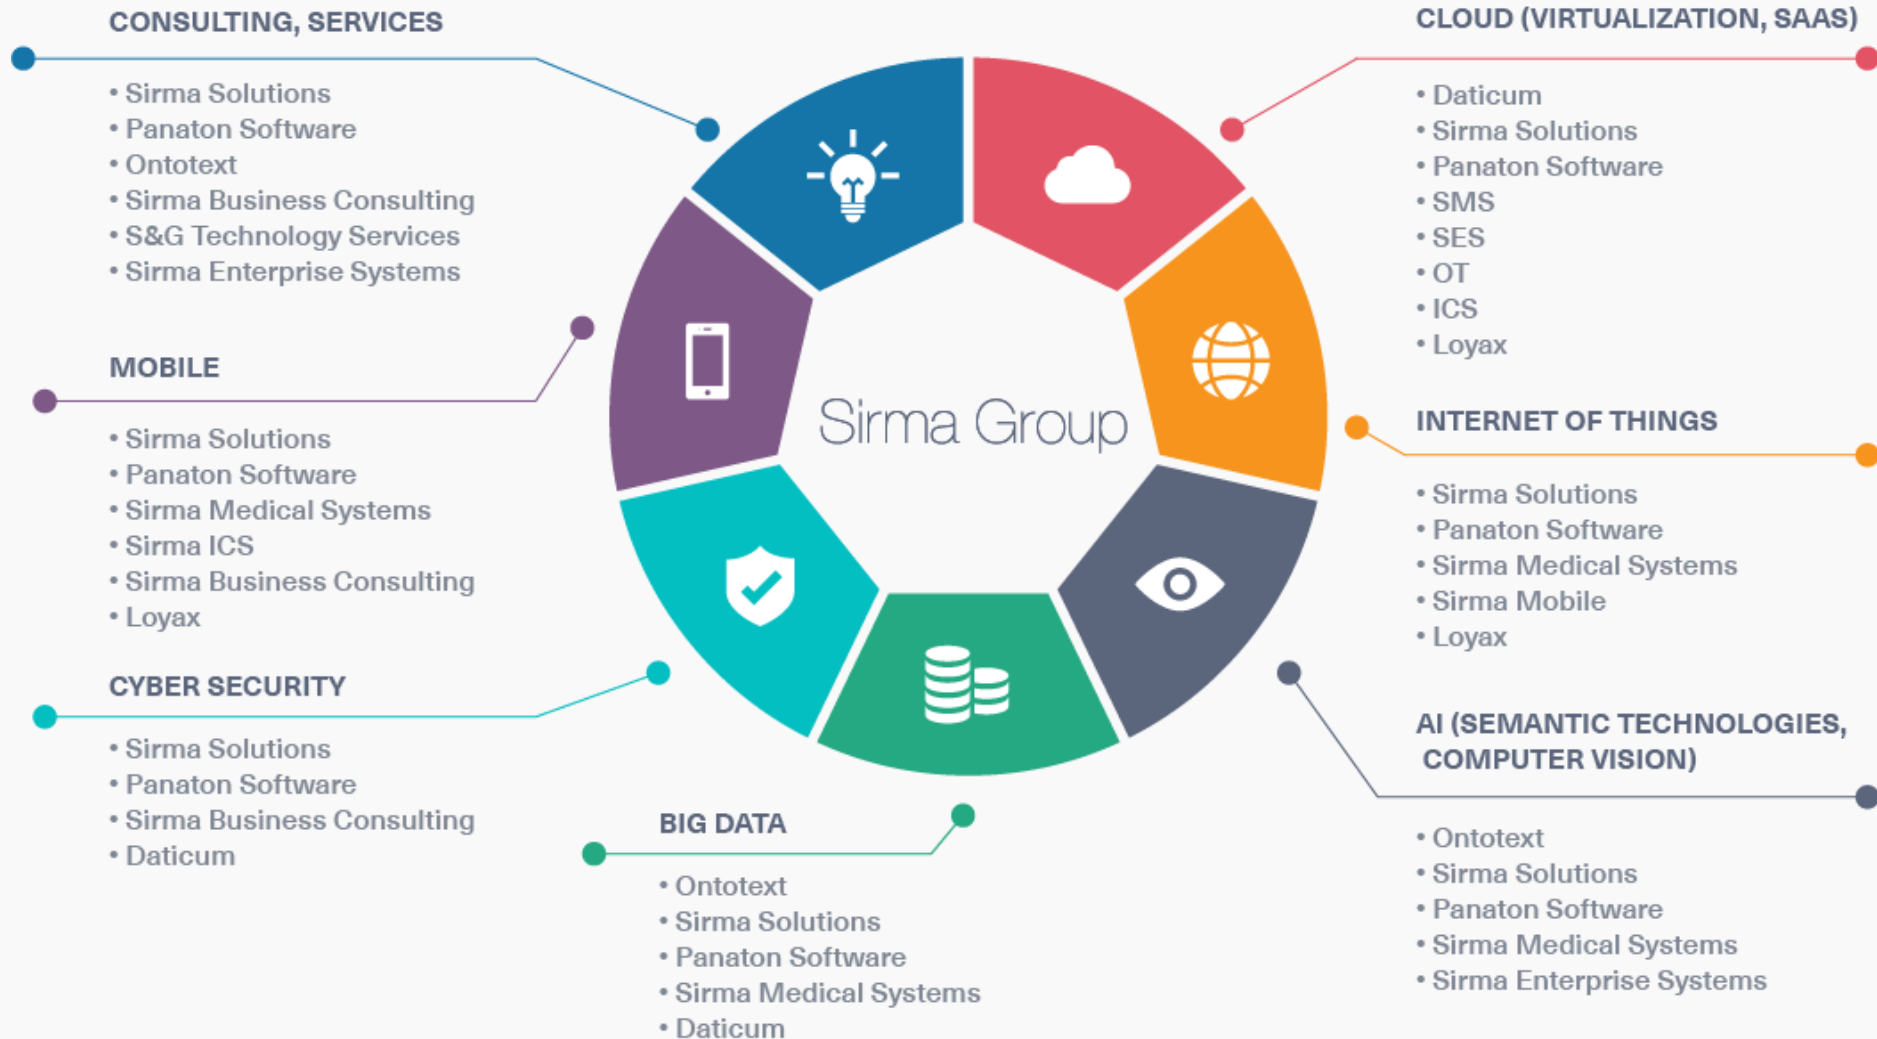 CONSULTING, SERVICES
• Sirma Solutions
• Panaton Software
• Ontotext
• Sirma Business Consulting
• S&G Technology Services
• Sirma Enterprise Systems
MOBILE
• Sirma Solutions
• Panaton Software
• Sirma Medical Systems
• Sirma ICS
• Sirma Business Consulting
• Loyax
CYBER SECURITY
• Sirma Solutions
• Panaton Software
• Sirma Business Consulting
• Daticum
Sirma Group
BIG DATA
• Ontotext
• Sirma Solutions
• Panaton Software
• Sirma Medical Systems
• Daticum
CLOUD (VIRTUALIZATION, SAAS)
• Daticum
• Sirma Solutions
• Panaton Software
• SMS
• SES
• OT
• ICS
• Loyax
INTERNET OF THINGS
• Sirma Solutions
• Panaton Software
• Sirma Medical Systems
• Sirma Mobile
• Loyax
AI (SEMANTIC TECHNOLOGIES,
COMPUTER VISION)
• Ontotext
• Sirma Solutions
• Panaton Software
• Sirma Medical Systems
• Sirma Enterprise Systems